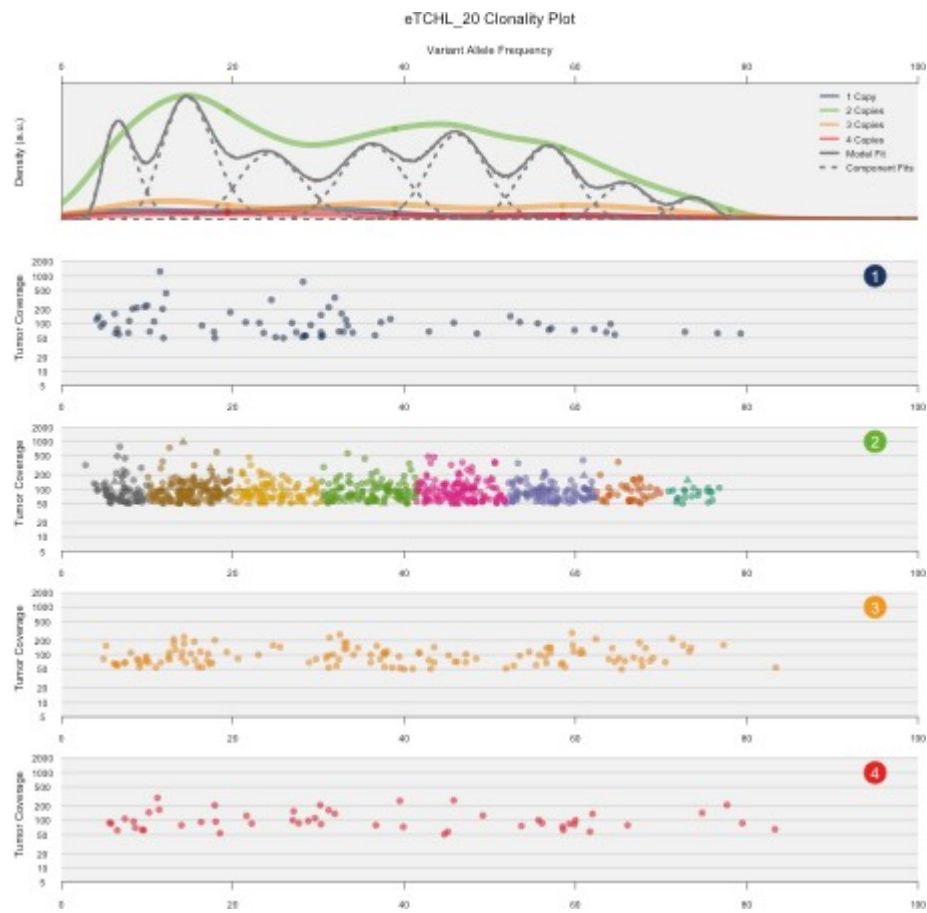 eTCHL_20 Clonality Plot
Variant Allele Frequency
0 20 40 60 80 100
Density (a.u.)
1 Copy
2 Copies
3 Copies
4 Copies
Model Fit
Component Fits
Tumor Coverage
2000
1000
500
200
100
50
20
10
5
1
0 20 40 60 80 100
Tumor Coverage
2000
1000
500
200
100
50
20
10
5
2
0 20 40 60 80 100
Tumor Coverage
2000
1000
500
200
100
50
20
10
5
3
0 20 40 60 80 100
Tumor Coverage
2000
1000
500
200
100
50
20
10
5
4
0 20 40 60 80 100